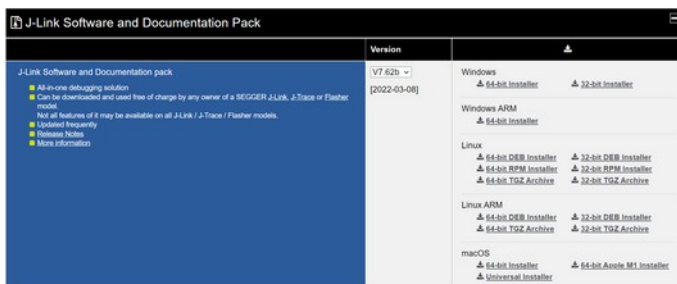 J-Link Software and Documentation Pack
Version
J-Link Software and Documentation pack
All-in-one debugging solution
Can be downloaded and used free of charge by any owner of a SEGGER J-Link, J-Trace or Flasher
model.
Not all features of it may be available on all J-Link / J-Trace / Flasher models.
Updated frequently
Release Notes
More information
V7.62b
[2022-03-08]
Windows
64-bit Installer 32-bit Installer
Windows ARM
64-bit Installer
Linux
64-bit DEB Installer 32-bit DEB Installer
64-bit RPM Installer 32-bit RPM Installer
64-bit TGZ Archive 32-bit TGZ Archive
Linux ARM
64-bit DEB Installer 32-bit DEB Installer
64-bit TGZ Archive 32-bit TGZ Archive
macOS
64-bit Installer 64-bit Apple M1 Installer
Universal Installer